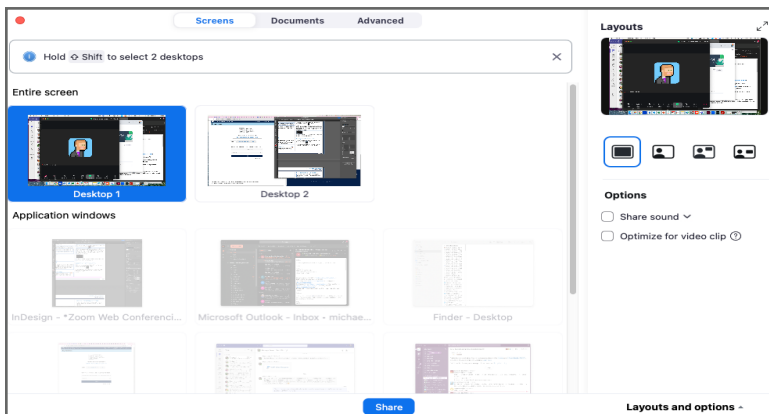 Screens Documents Advanced
Hold Shift to select 2 desktops
Entire screen
Desktop 1 Desktop 2
Application windows
InDesign - *Zoom Web Conferenci... Microsoft Outlook - Inbox - michae... Finder - Desktop
Share
Layouts
Options
Share sound
Optimize for video clip ?
Layouts and options